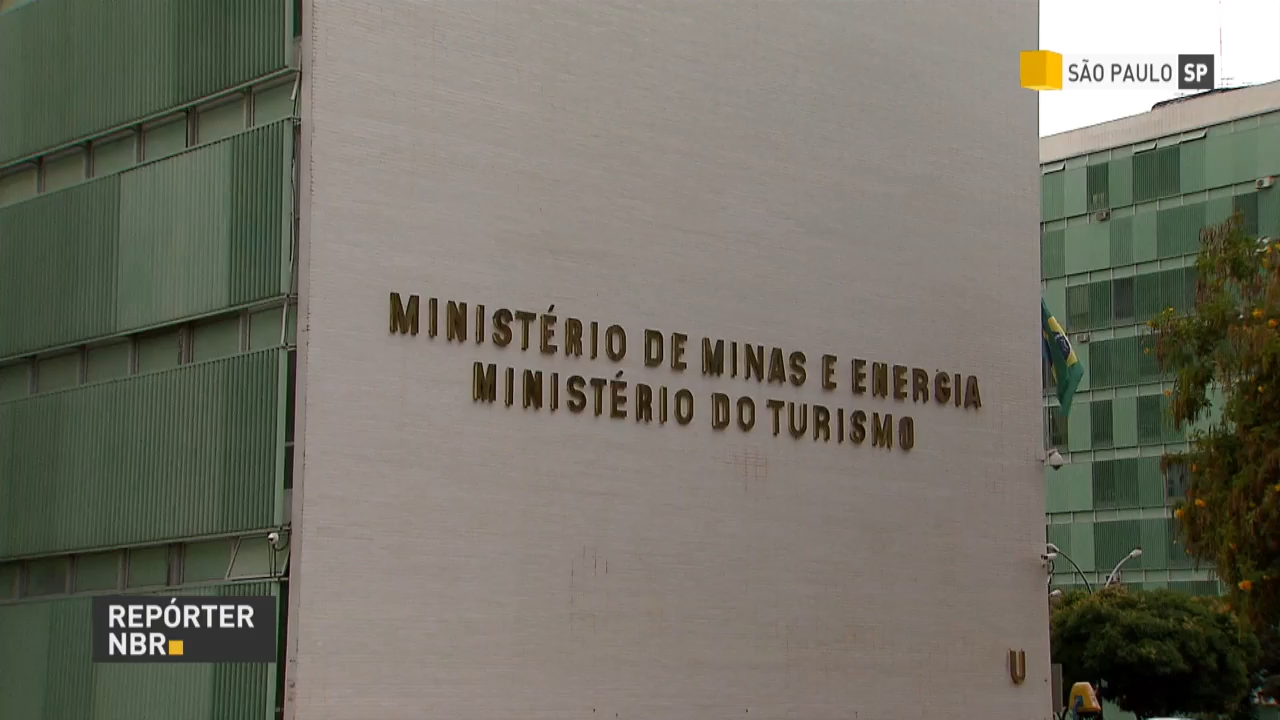 SÃO PAULO SP
MINISTÉRIO DE MINAS E ENERGIA
MINISTÉRIO DO TURISMO
REPÓRTER
NBR
U